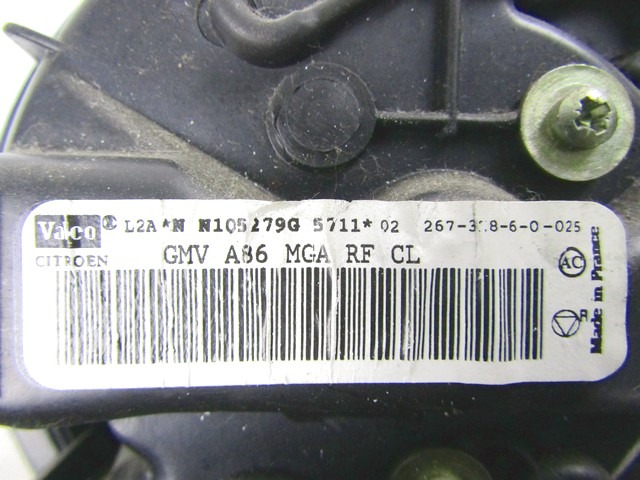 Valeo® L2A *N N105279G 5711* 02 267-3
CITROEN GMV A86 MGA RF CL
AC
R
Made in France